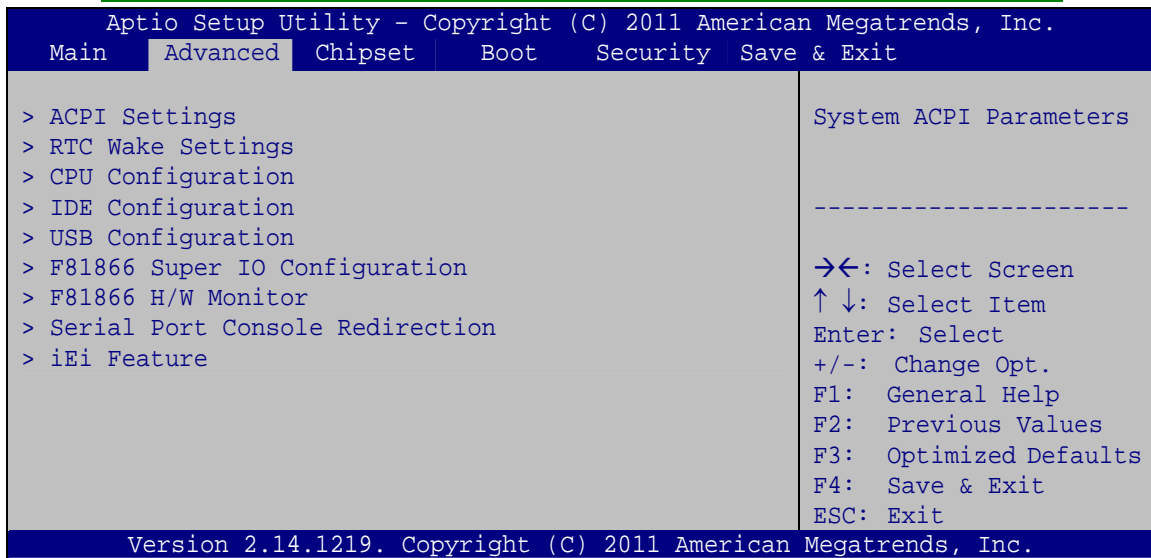 Aptio Setup Utility – Copyright (C) 2011 American Megatrends, Inc.
Main Advanced Chipset Boot Security Save & Exit
> ACPI Settings
> RTC Wake Settings
> CPU Configuration
> IDE Configuration
> USB Configuration
> F81866 Super IO Configuration
> F81866 H/W Monitor
> Serial Port Console Redirection
> iEi Feature
System ACPI Parameters
----------------------
→←: Select Screen
↑ ↓: Select Item
Enter: Select
+/-: Change Opt.
F1: General Help
F2: Previous Values
F3: Optimized Defaults
F4: Save & Exit
ESC: Exit
Version 2.14.1219. Copyright (C) 2011 American Megatrends, Inc.